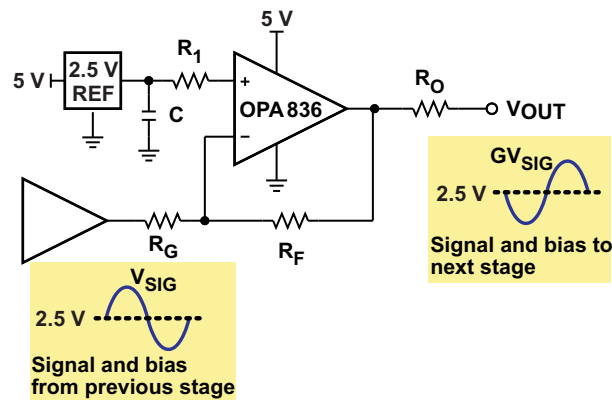 5 V
2.5 V
REF
5 V
R1
C
+
OPA836
−
RO
VOUT
GVSIG
2.5 V
Signal and bias to
next stage
RG
RF
VSIG
2.5 V
Signal and bias
from previous stage